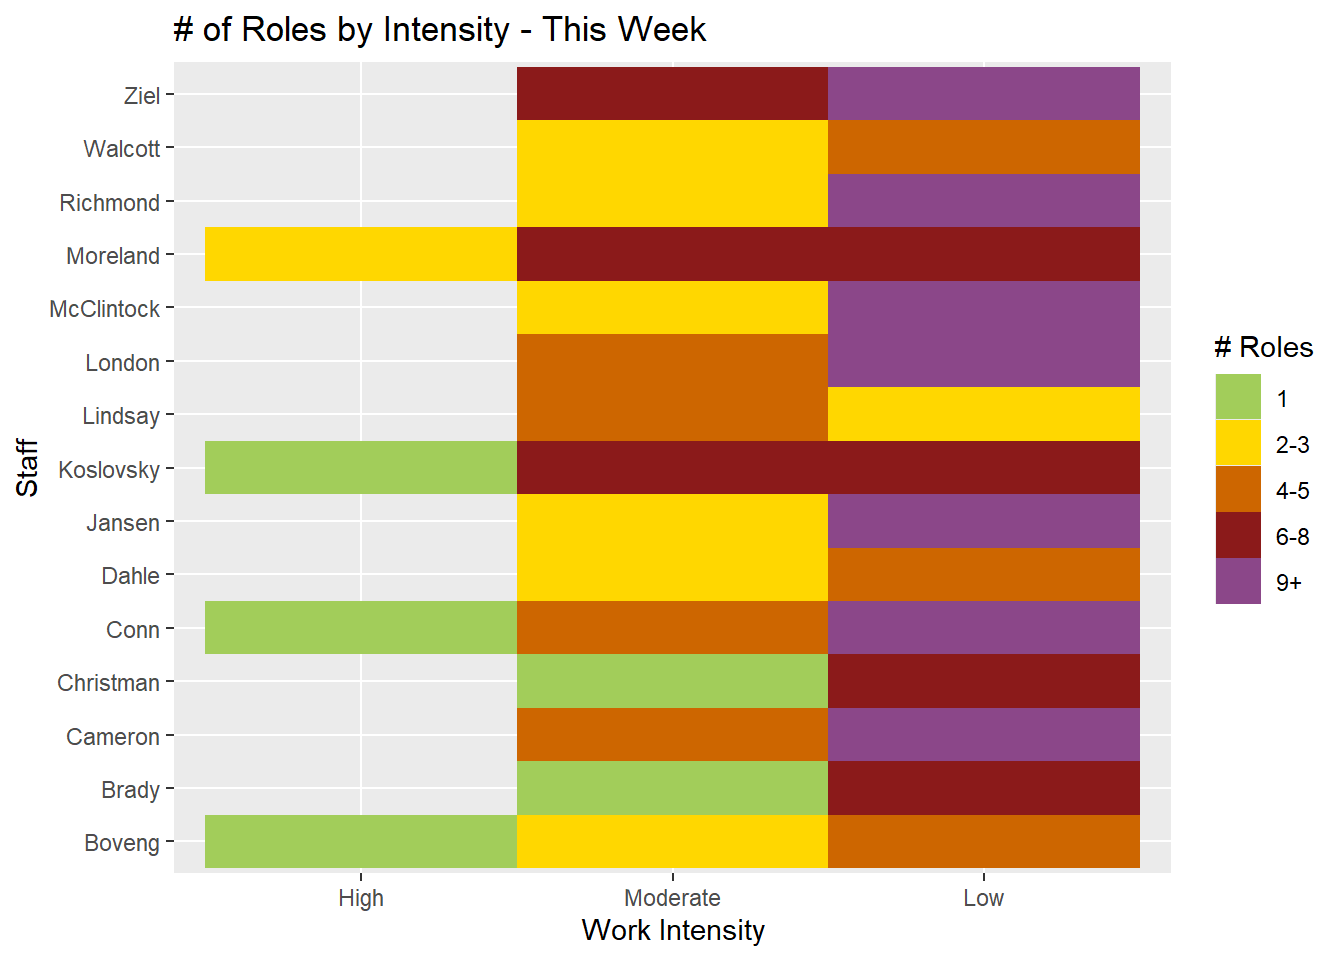 # of Roles by Intensity - This Week
Ziel
Walcott
Richmond
Moreland
McClintock
London
Lindsay
Koslovsky
Jansen
Dahle
Conn
Christman
Cameron
Brady
Boveng
Staff
High
Moderate
Low
Work Intensity
# Roles
1
2-3
4-5
6-8
9+